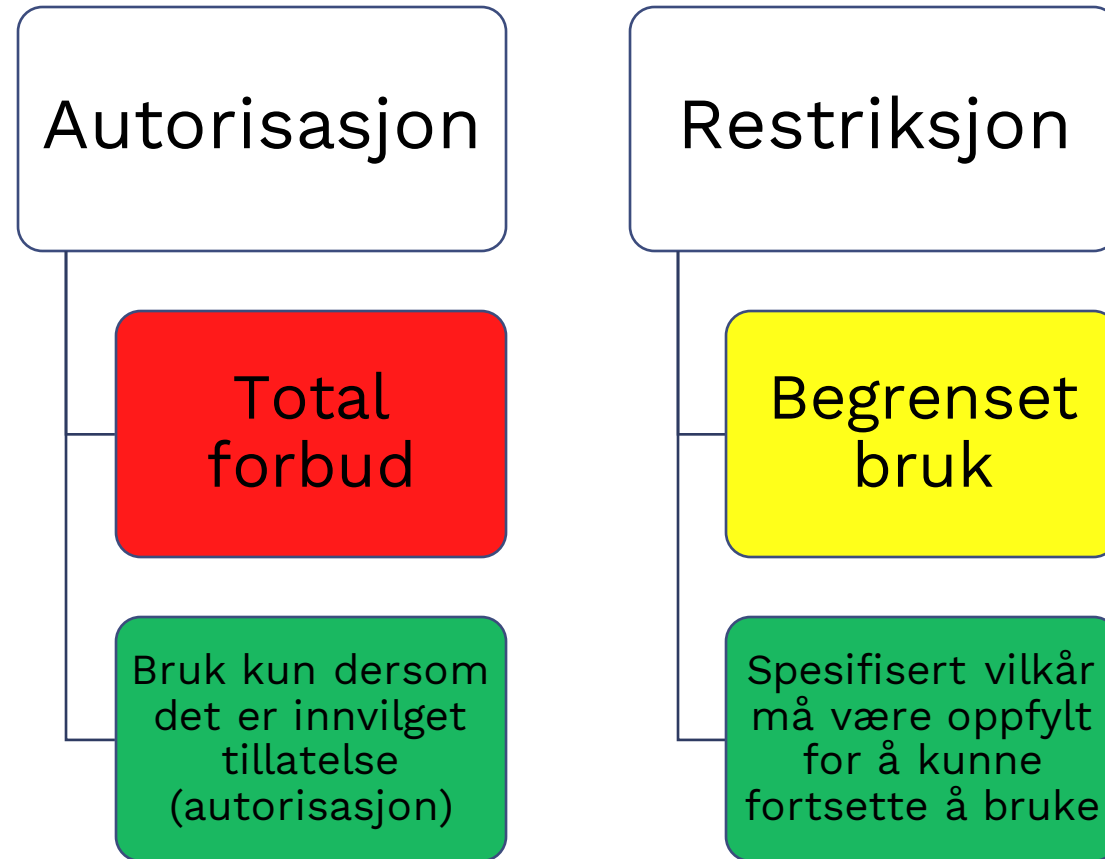 Autorisasjon
Total
forbud
Bruk kun dersom
det er innvilget
tillatelse
(autorisasjon)
Restriksjon
Begrenset
bruk
Spesifisert vilkår
må være oppfylt
for å kunne
fortsette å bruke